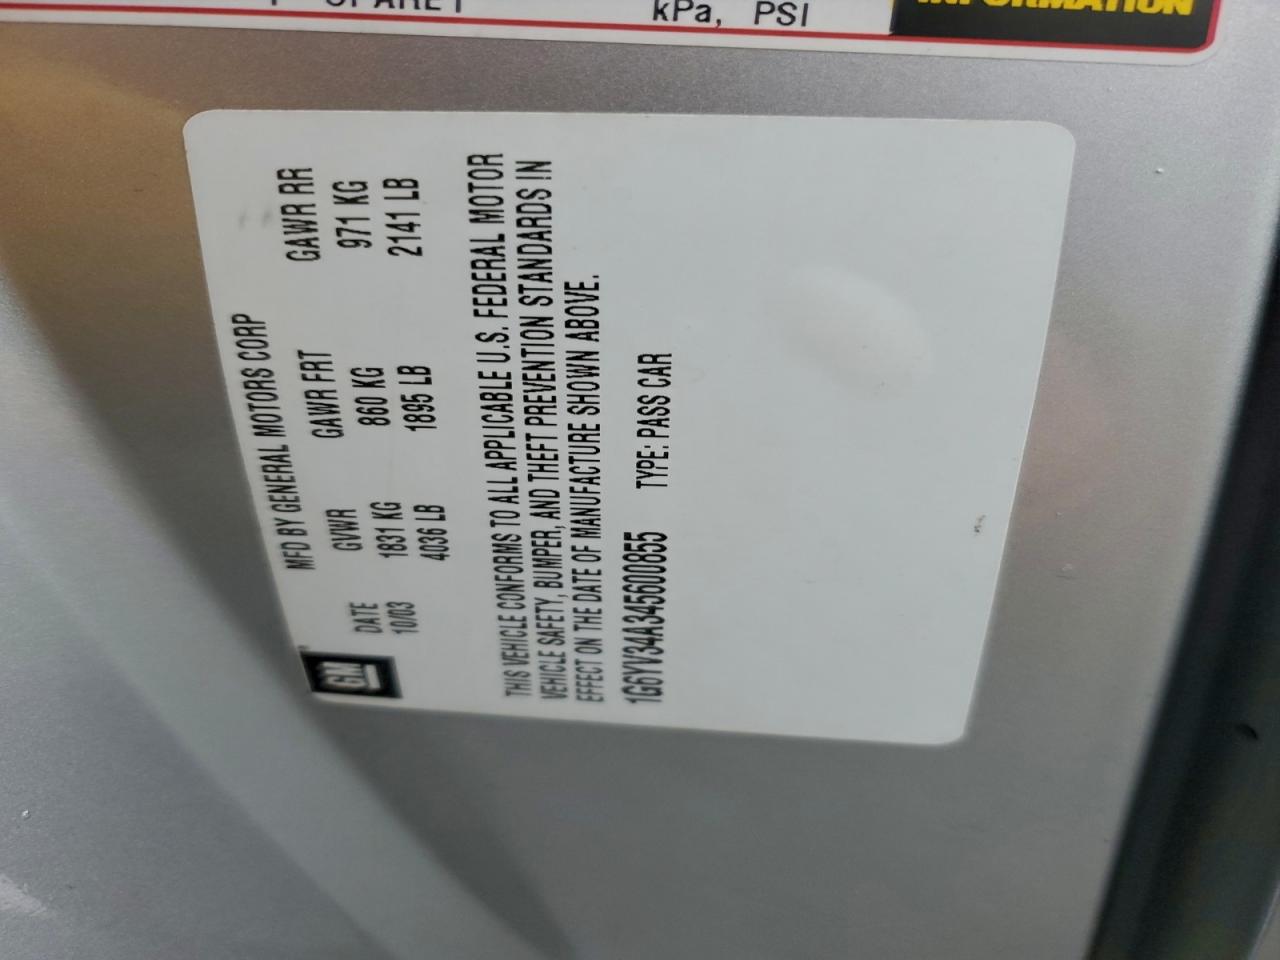 kPa, PSI
INFORMATION
MFD BY GENERAL MOTORS CORP
GM
DATE GVWR GAWR FRT GAWR RR
10/03 1831 KG 860 KG 971 KG
4036 LB 1895 LB 2141 LB
THIS VEHICLE CONFORMS TO ALL APPLICABLE U.S. FEDERAL MOTOR
VEHICLE SAFETY, BUMPER, AND THEFT PREVENTION STANDARDS IN
EFFECT ON THE DATE OF MANUFACTURE SHOWN ABOVE.
1G6YV34A345600855 TYPE: PASS CAR